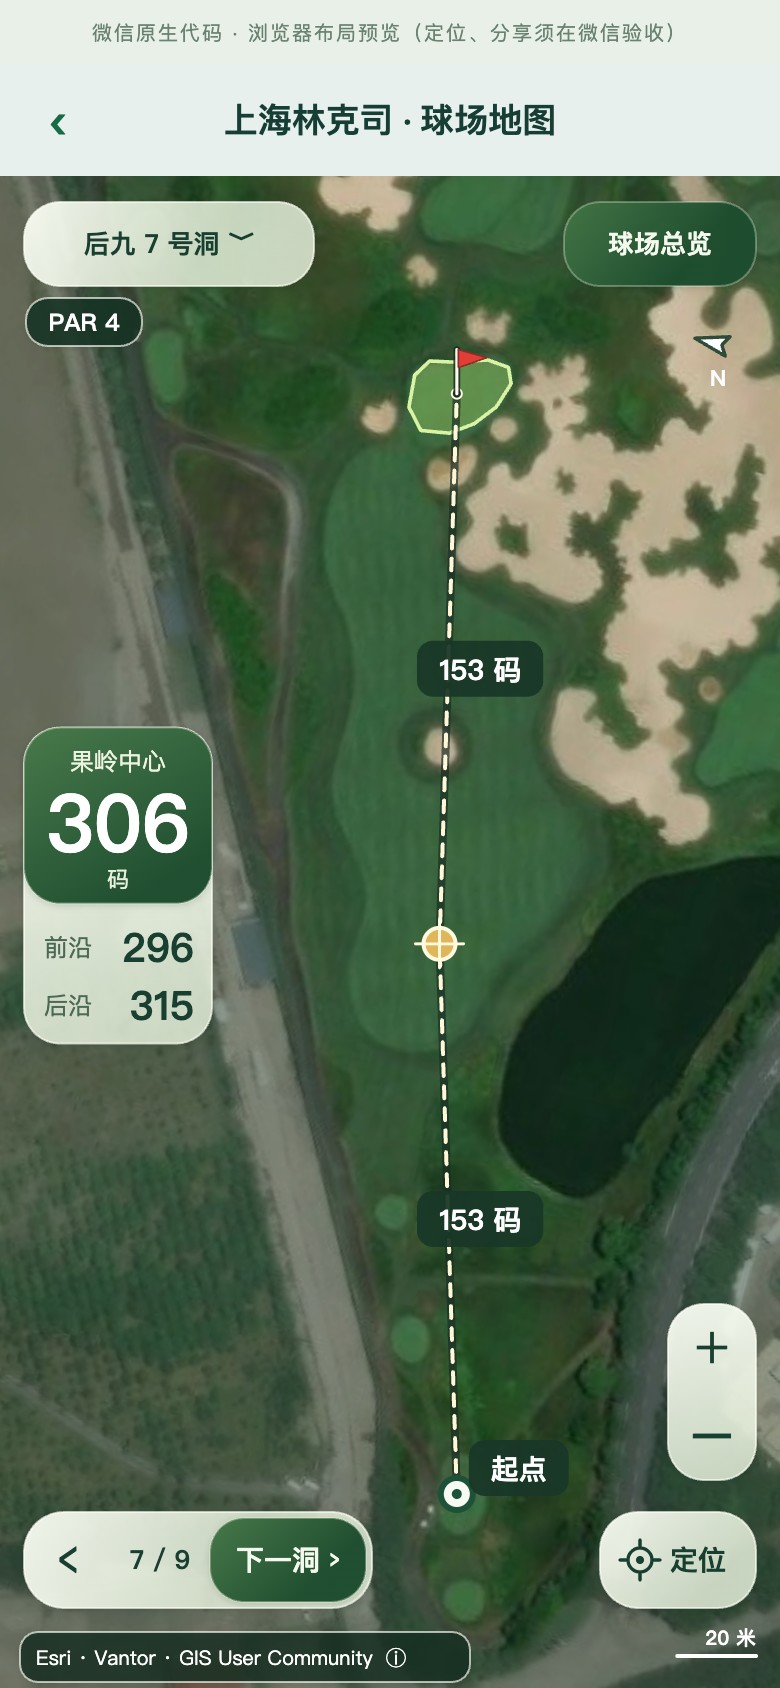 微信原生代码 · 浏览器布局预览（定位、分享须在微信验收）
‹ 上海林克司 · 球场地图
后九 7 号洞
球场总览
PAR 4
N
153 码
果岭中心
306
码
前沿 296
后沿 315
153 码
+
−
起点
< 7 / 9 下一洞 ›
定位
20 米
Esri · Vantor · GIS User Community ⓘ